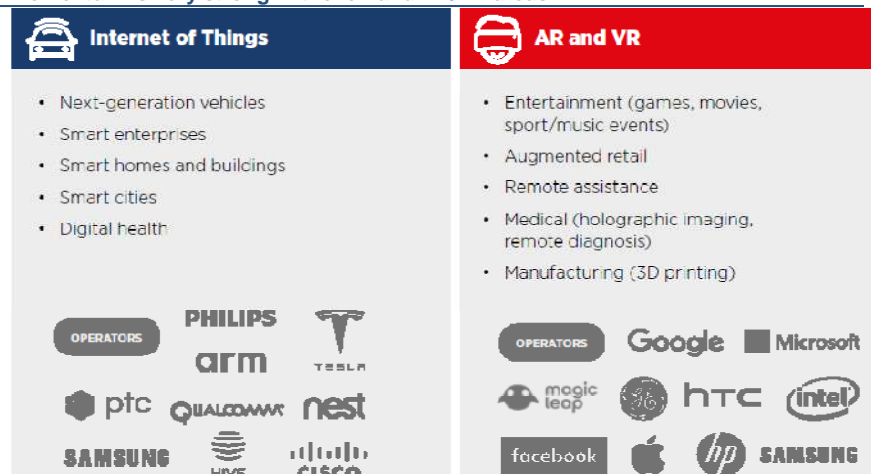 Internet of Things
• Next-generation vehicles
• Smart enterprises
• Smart homes and buildings
• Smart cities
• Digital health
OPERATORS
PHILIPS
TESLA
arm
ptc
QUALCOMM
nest
SAMSUNG
HIVE
CISCO
AR and VR
• Entertainment (games, movies,
sport/music events)
• Augmented retail
• Remote assistance
• Medical (holographic imaging,
remote diagnosis)
• Manufacturing (3D printing)
OPERATORS
Google
Microsoft
magic
leap
hTC
intel
facebook
hp
SAMSUNG